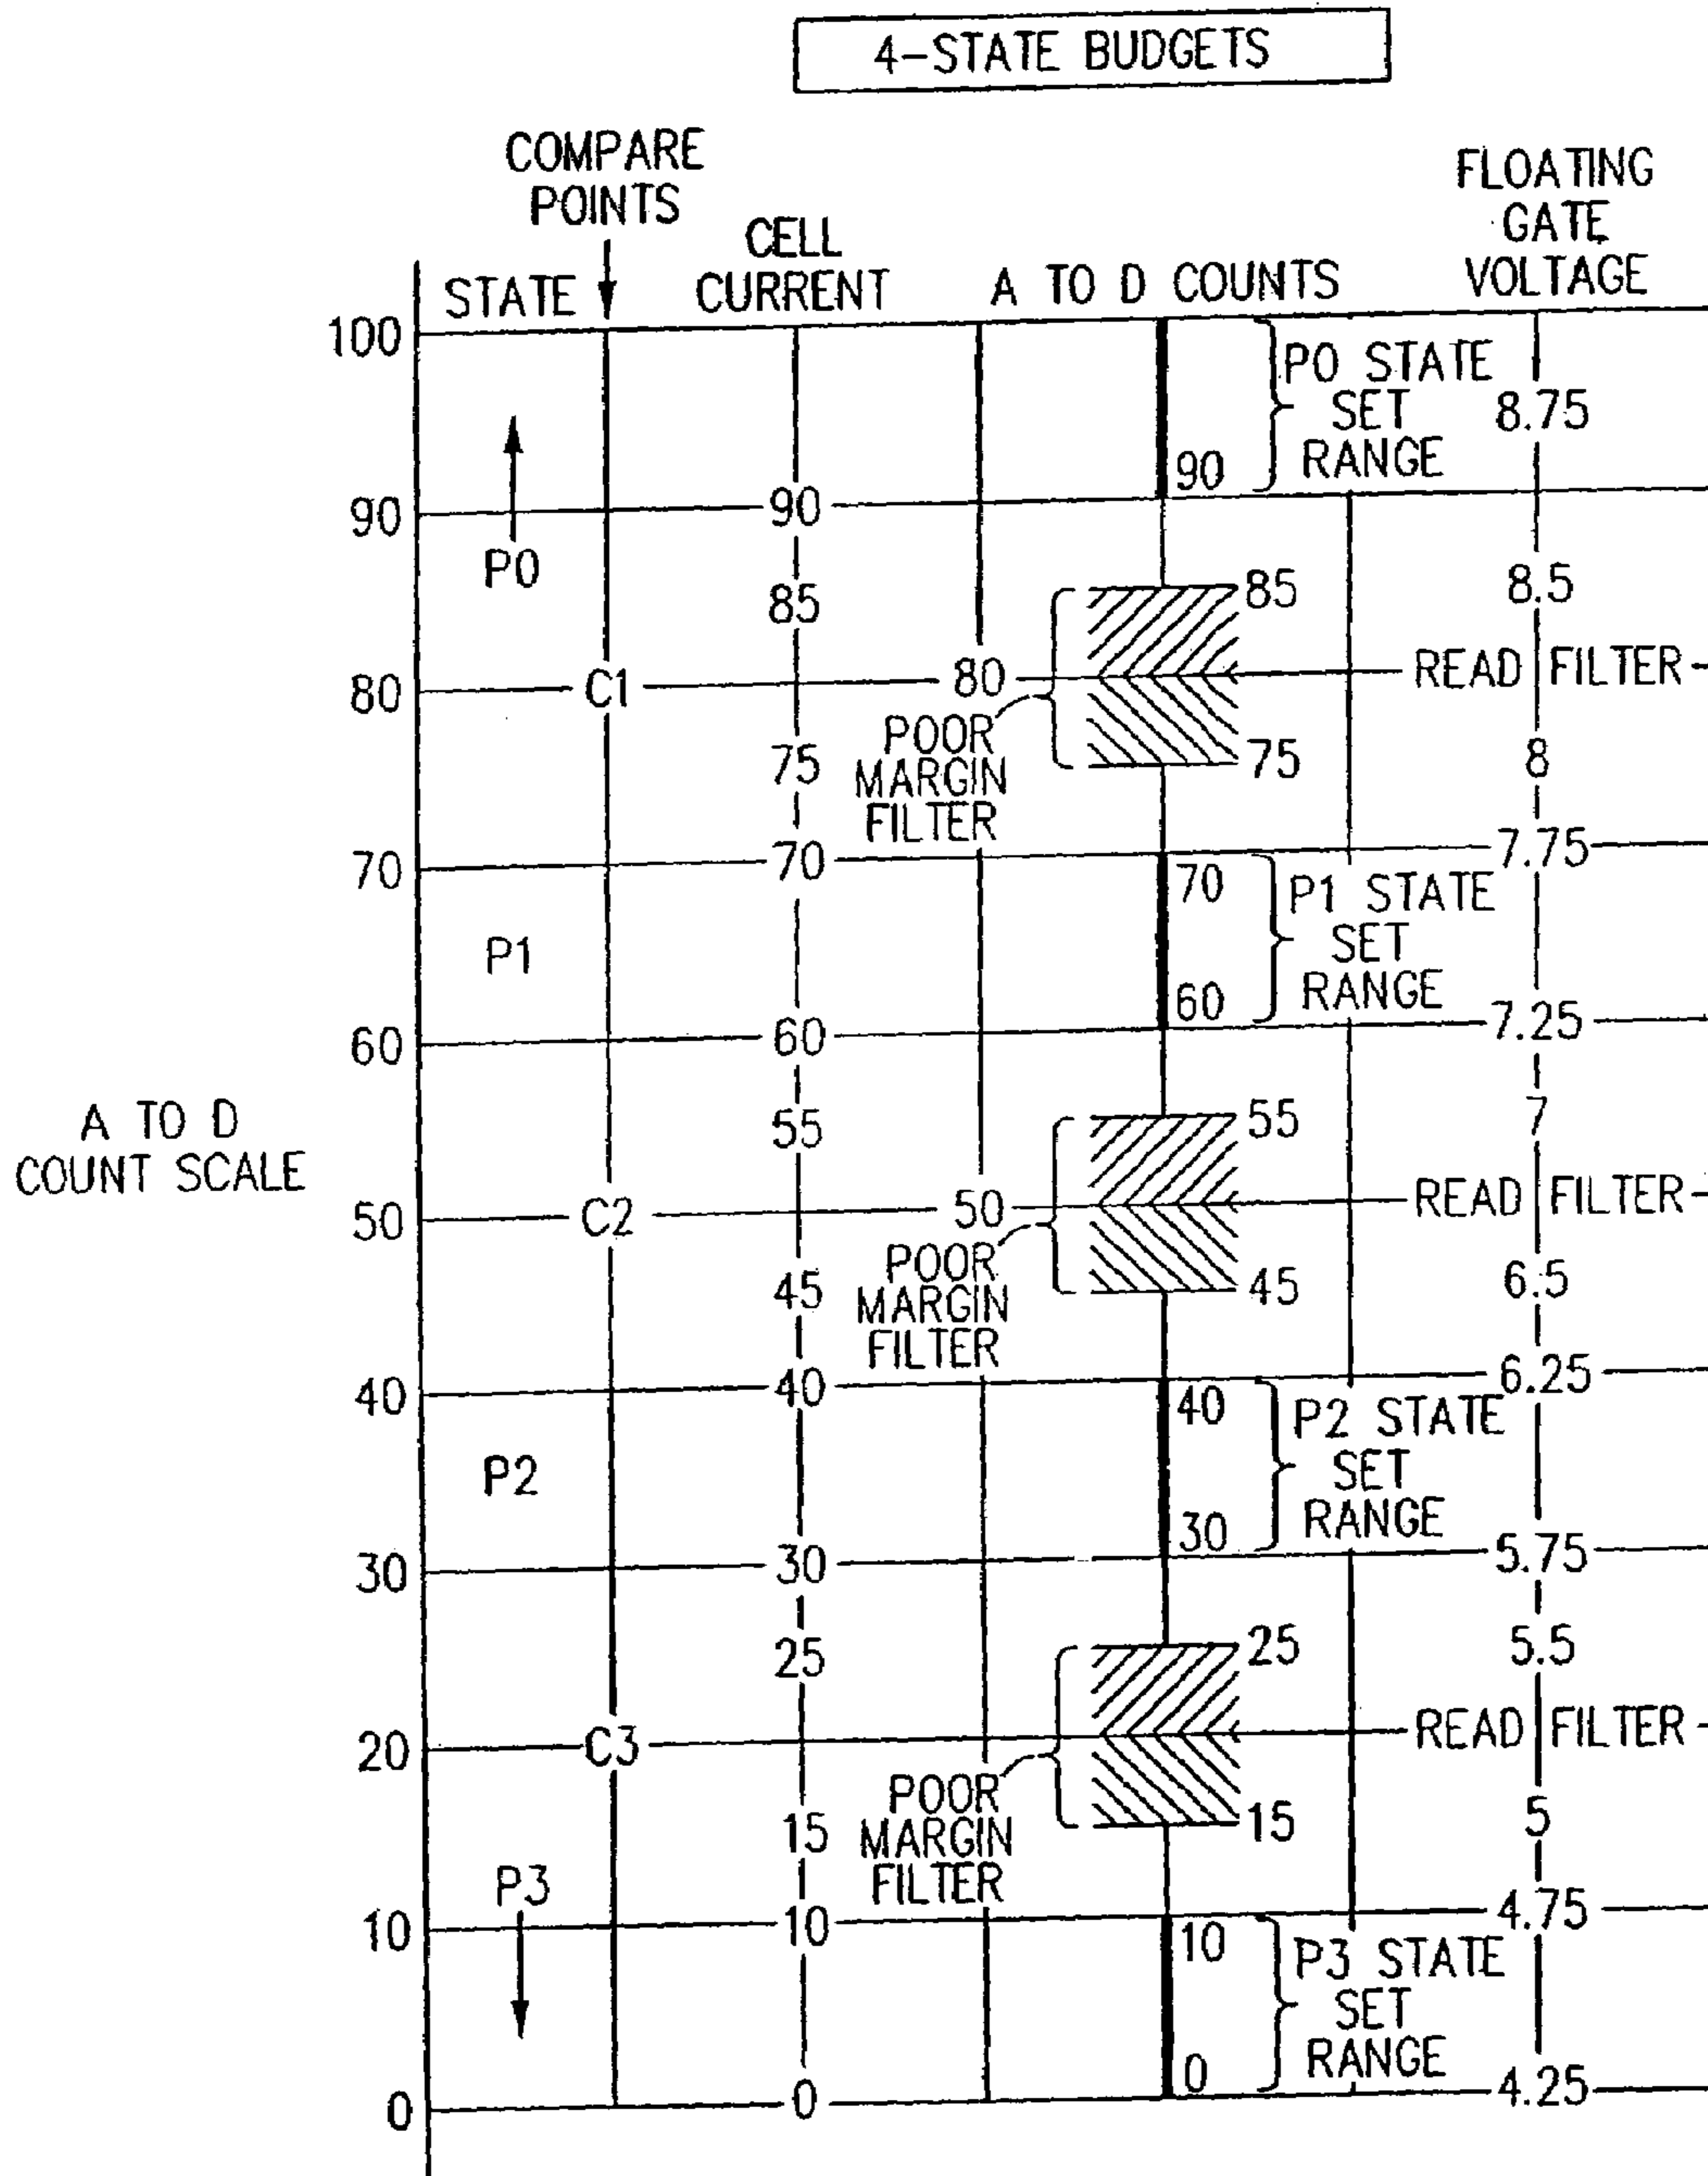 4-STATE BUDGETS
COMPARE
POINTS
STATE
CELL
CURRENT
A TO D COUNTS
FLOATING
GATE
VOLTAGE
100
P0 STATE
SET
RANGE
8.75
90
90
90
P0
85
85
8.5
80
C1
80
READ FILTER
POOR
MARGIN
FILTER
75
75
8
70
70
70
7.75
P1
P1 STATE
SET
RANGE
60
60
60
7.25
A TO D
COUNT SCALE
55
55
7
50
C2
50
READ FILTER
POOR
MARGIN
FILTER
45
45
6.5
40
40
40
6.25
P2
P2 STATE
SET
RANGE
30
30
30
5.75
25
25
5.5
20
C3
READ FILTER
POOR
MARGIN
FILTER
15
15
5
P3
10
10
10
4.75
P3 STATE
SET
RANGE
0
0
0
4.25